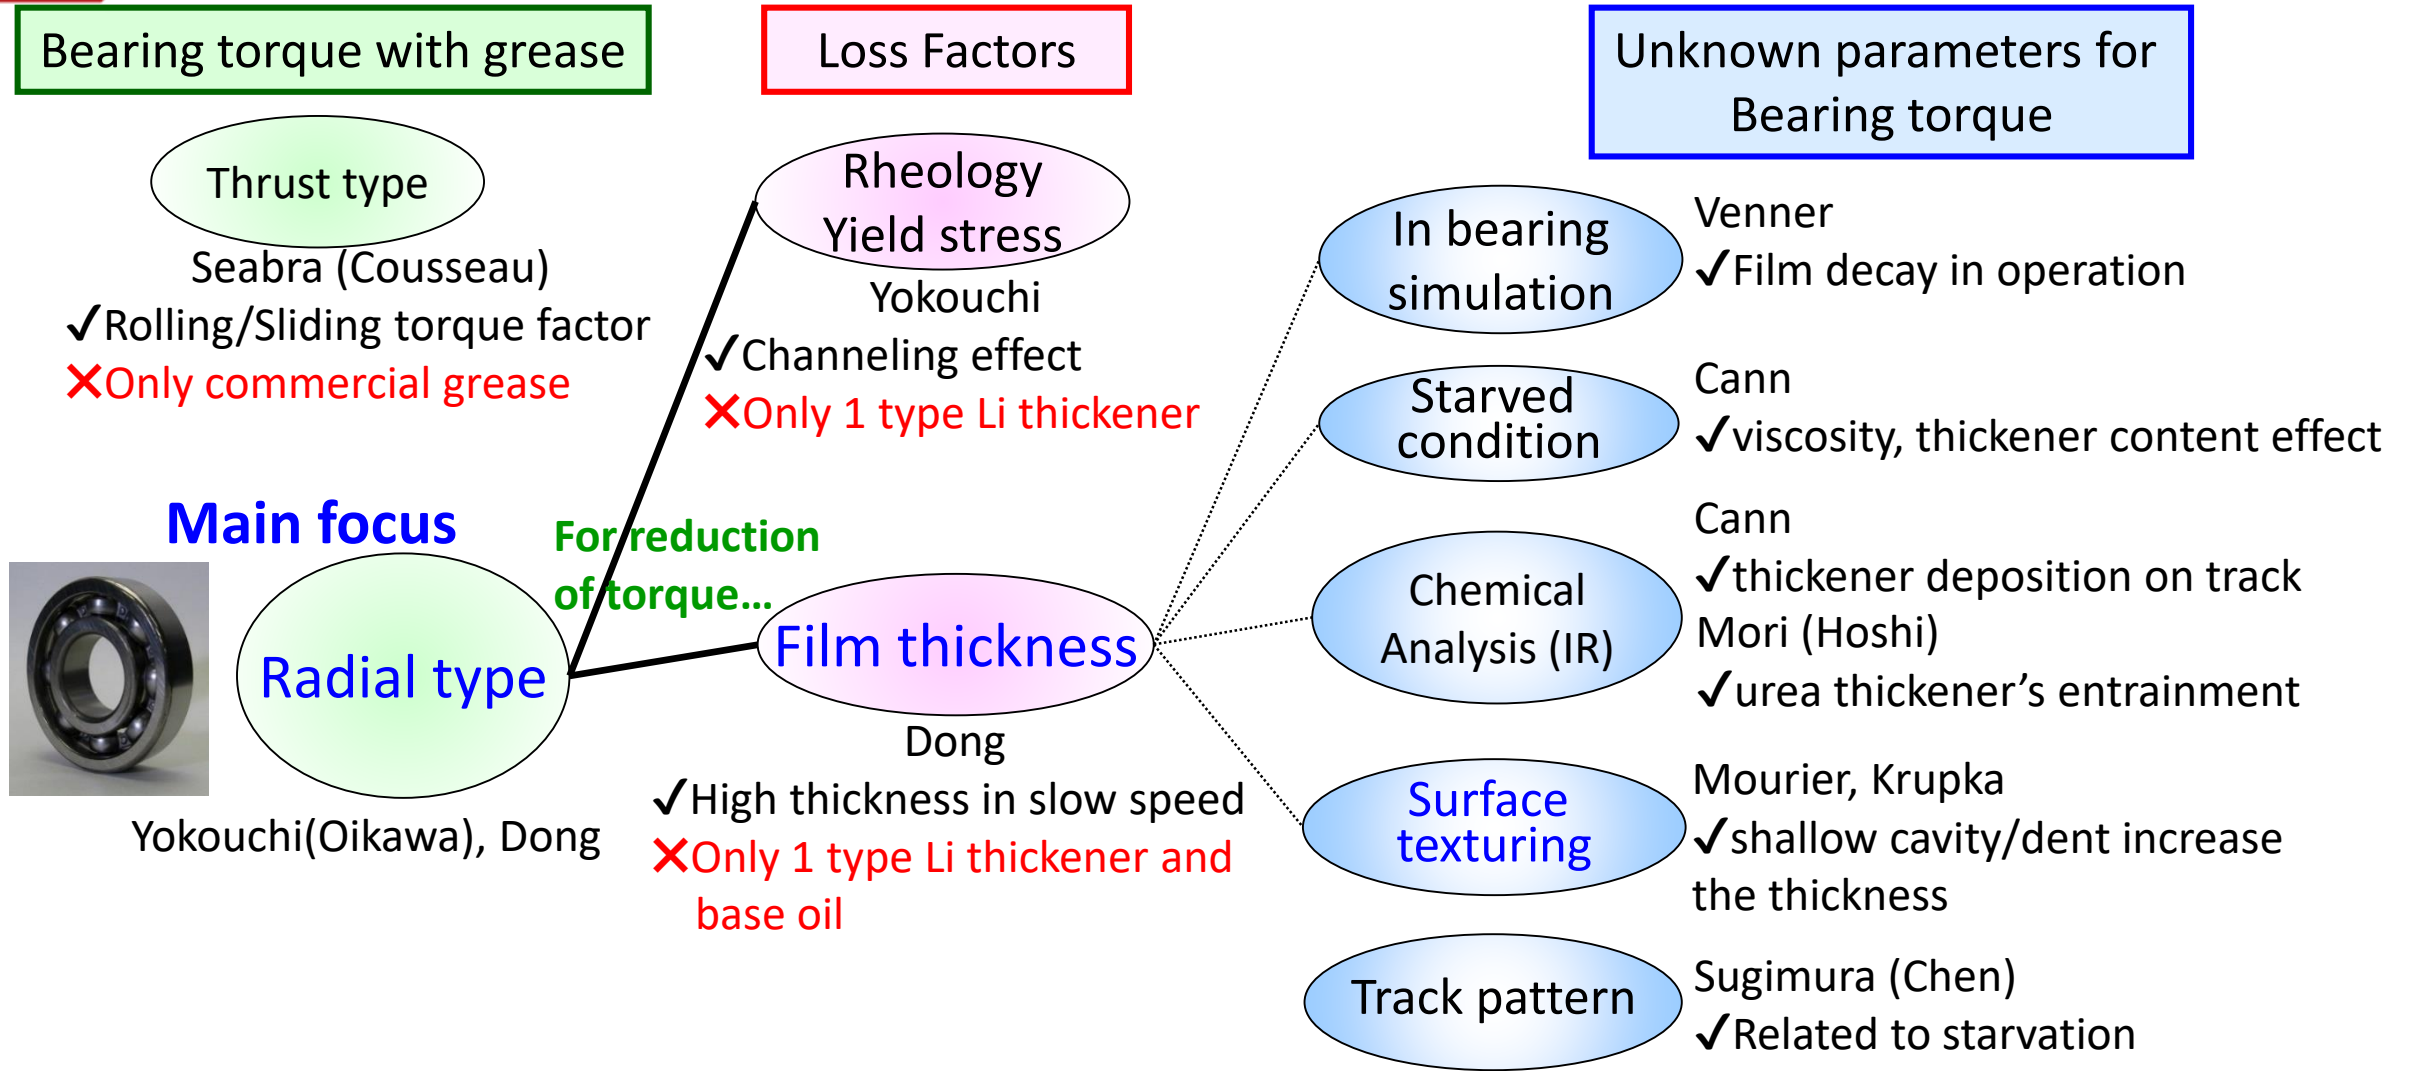 Bearing torque with grease
Thrust type
Seabra (Cousseau)
✓Rolling/Sliding torque factor
✕Only commercial grease
Main focus
Radial type
Yokouchi(Oikawa), Dong
For reduction
of torque...
Loss Factors
Rheology
Yield stress
Yokouchi
✓Channeling effect
✕Only 1 type Li thickener
Film thickness
Dong
✓High thickness in slow speed
✕Only 1 type Li thickener and
base oil
Unknown parameters for
Bearing torque
In bearing
simulation
Venner
✓Film decay in operation
Starved
condition
Cann
✓viscosity, thickener content effect
Chemical
Analysis (IR)
Cann
✓thickener deposition on track
Mori (Hoshi)
✓urea thickener’s entrainment
Surface
texturing
Mourier, Krupka
✓shallow cavity/dent increase
the thickness
Track pattern
Sugimura (Chen)
✓Related to starvation